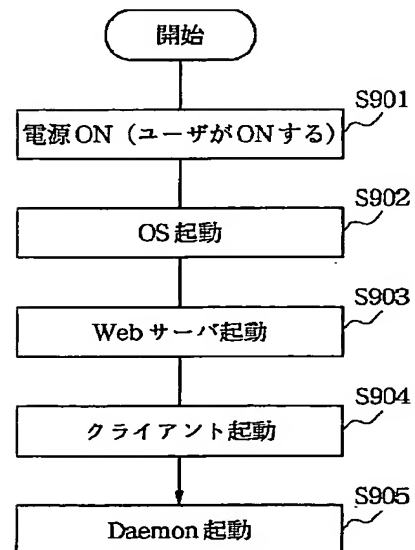 開始
S901
電源ON（ユーザがONする）
S902
OS起動
S903
Webサーバ起動
S904
クライアント起動
S905
Daemon起動